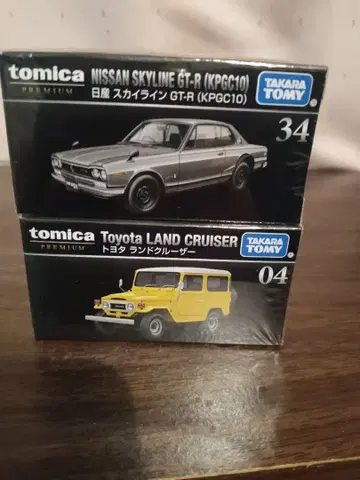 tomica
PREMIUM
NISSAN SKYLINE GT-R (KPGC10)
日産 スカイライン GT-R (KPGC10)
TAKARA
TOMY
34
tomica
PREMIUM
Toyota LAND CRUISER
トヨタ ランドクルーザー
TAKARA
TOMY
04